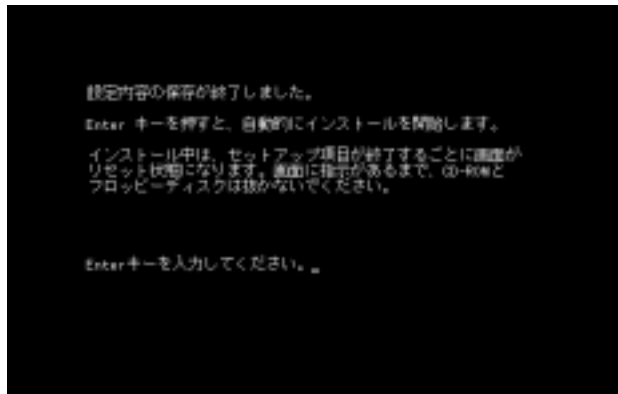 設定内容の保存が終了しました。
Enter キーを押すと、自動的にインストールを開始します。
インストール中は、セットアップ項目が終了するごとに画面が
リセット状態になります。画面に指示があるまで、CD-ROMと
フロッピーディスクは抜かないでください。
Enterキーを入力してください。_